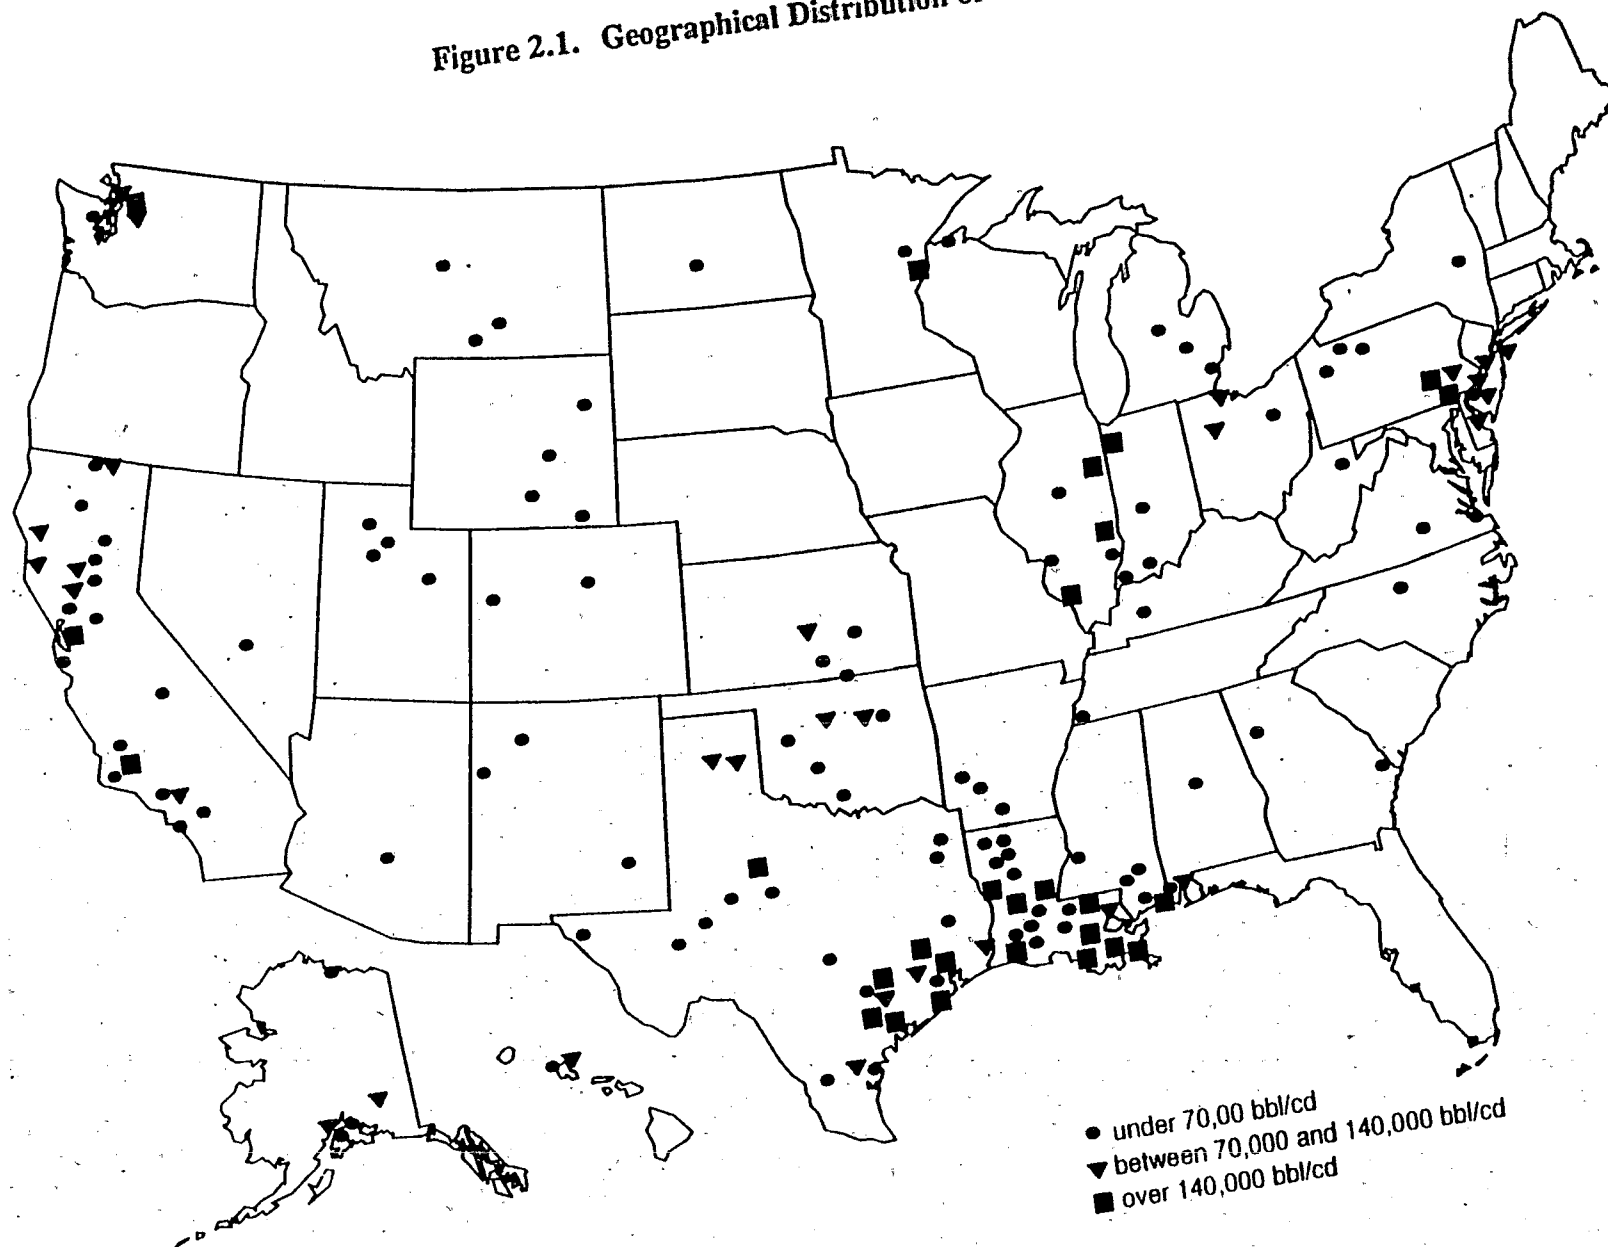 Figure 2.1. Geographical Distribution
under 70,00 bbl/cd
between 70,000 and 140,000 bbl/cd
over 140,000 bbl/cd